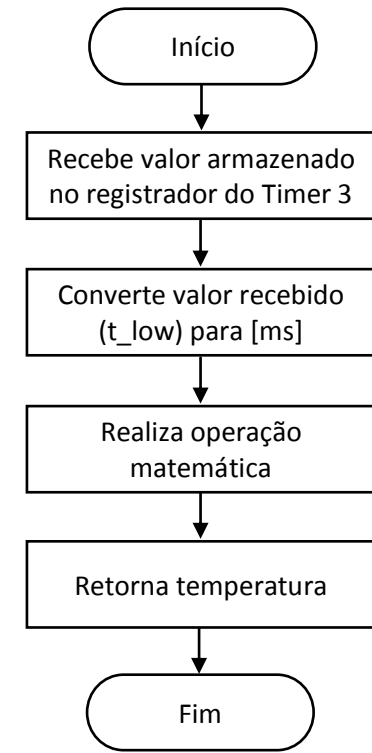 Início
Recebe valor armazenado
no registrador do Timer 3
Converte valor recebido
(t_low) para [ms]
Realiza operação
matemática
Retorna temperatura
Fim